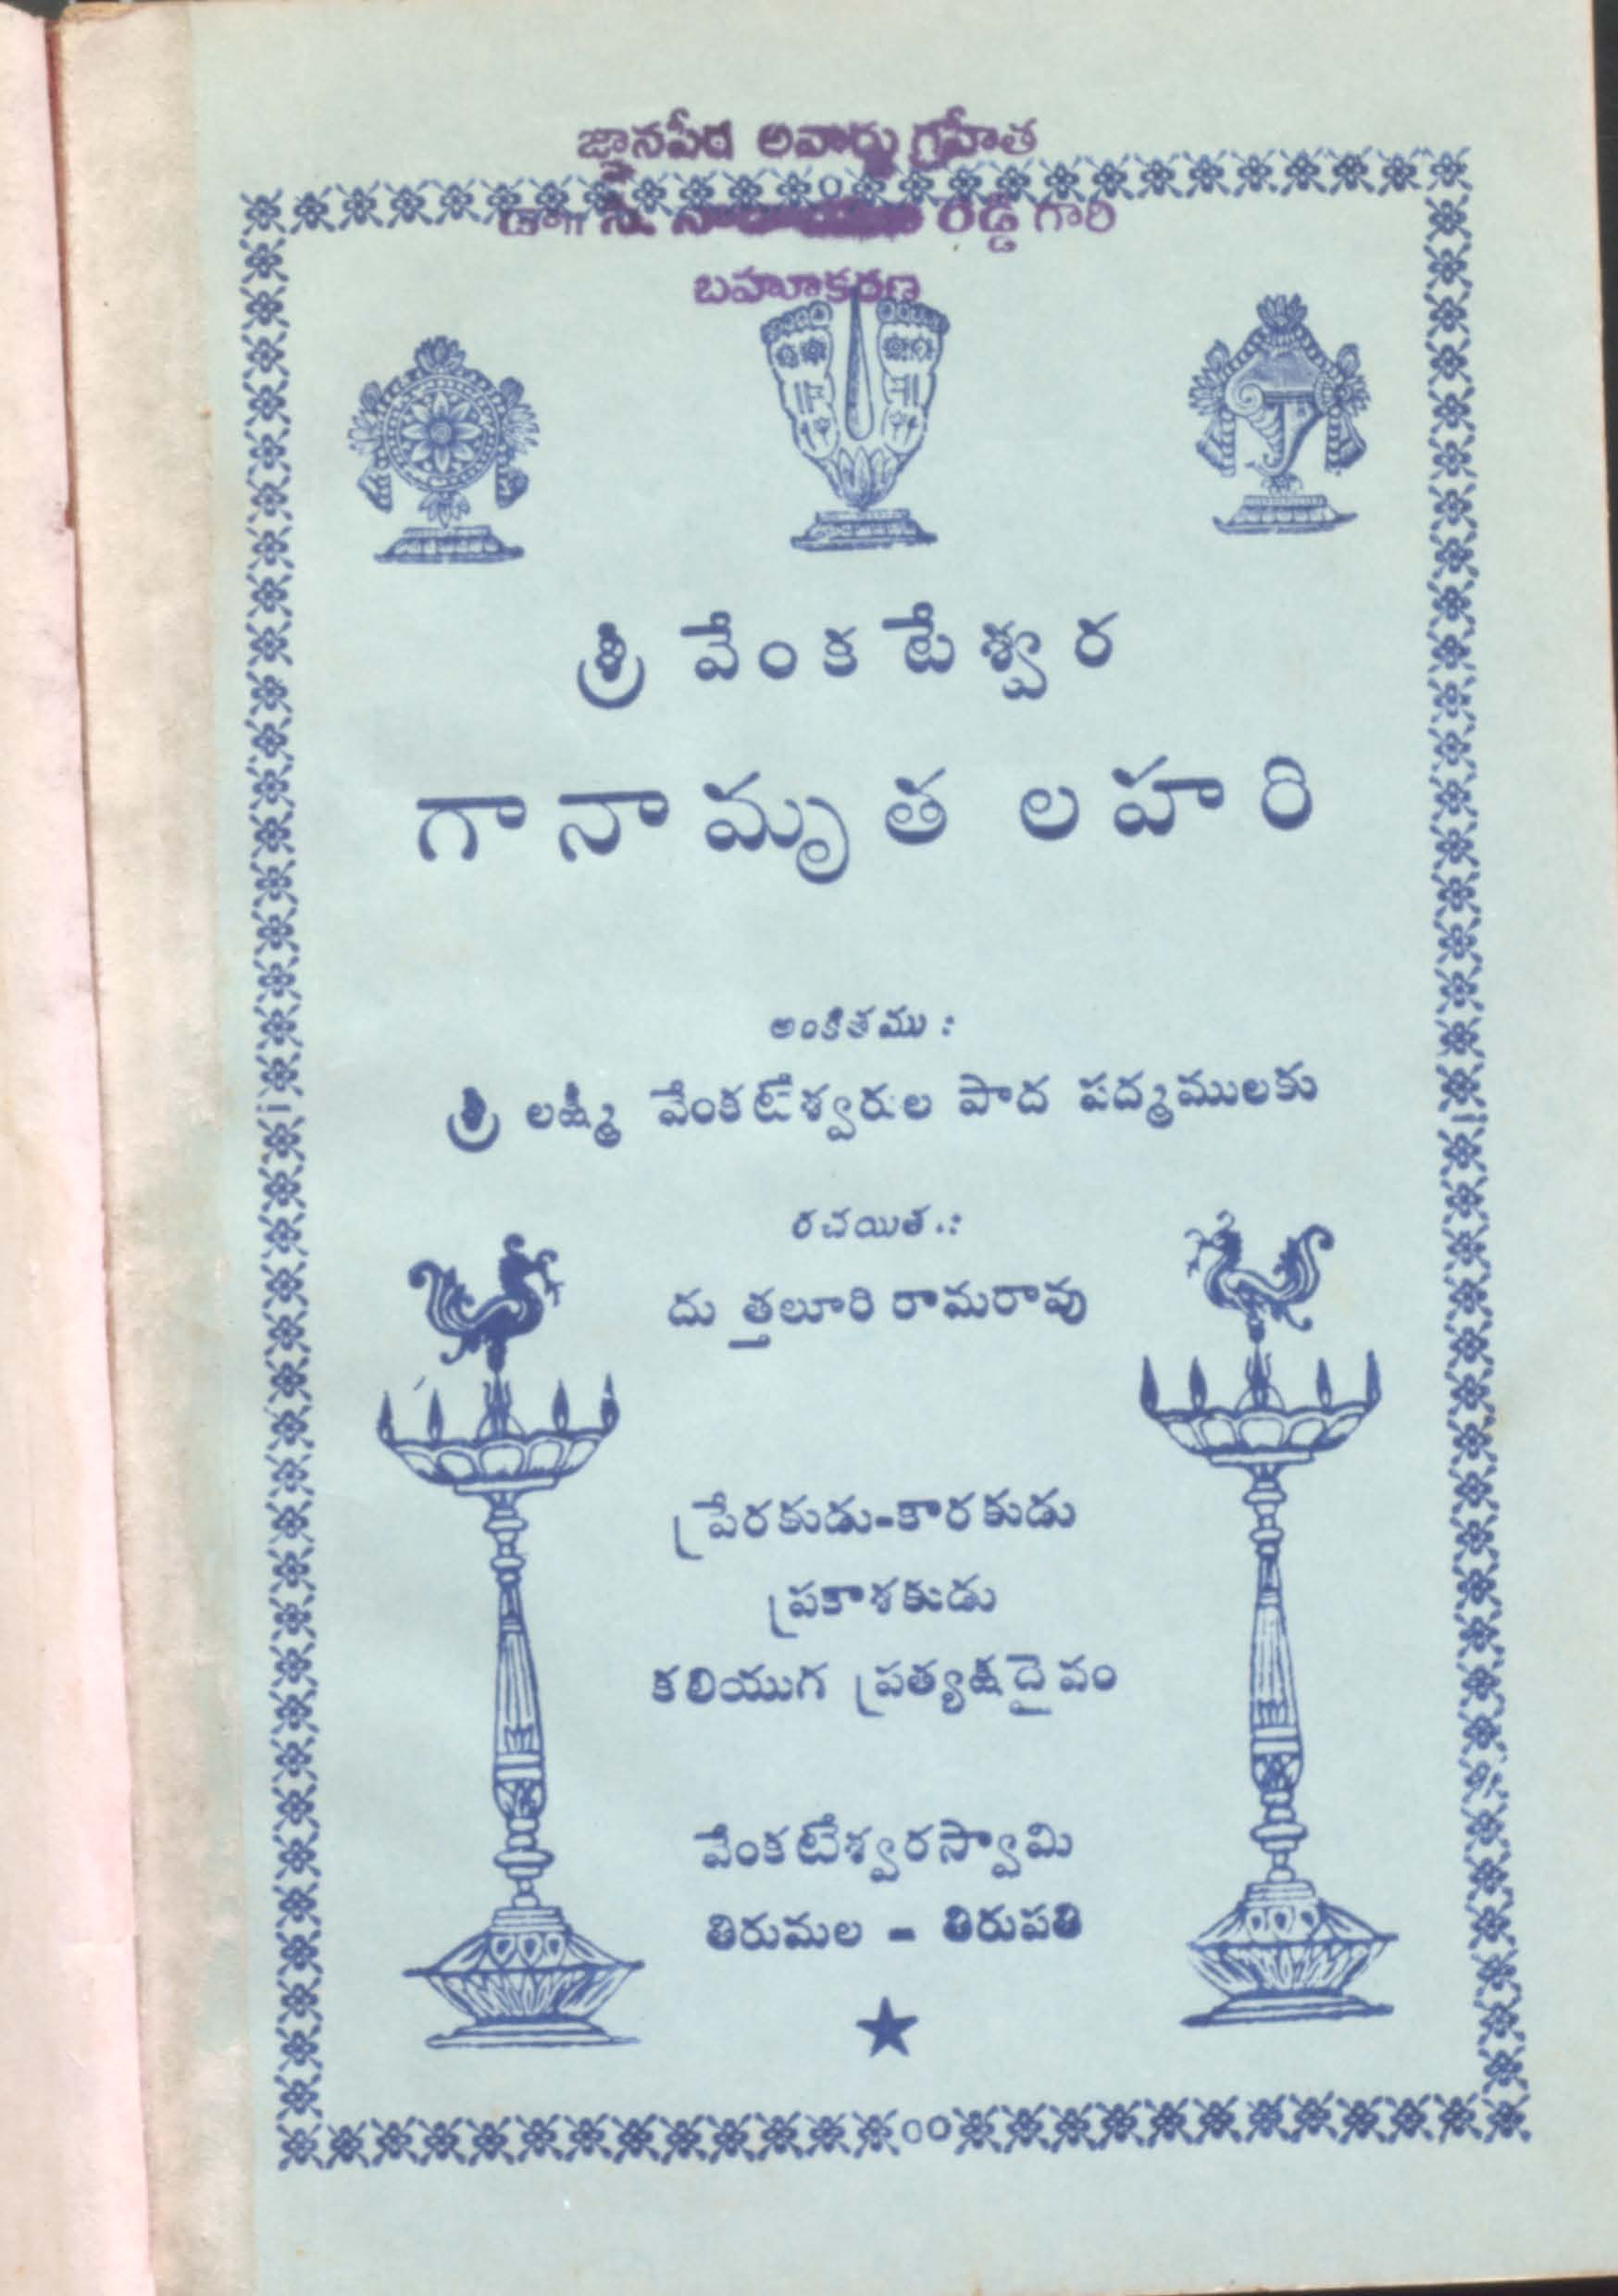 జ్ఞానపీఠ అవార్డు గ్రహీత
డా॥ సి. నారాయణ రెడ్డి గారి
బహూకరణ
శ్రీ వేంకటేశ్వర
గానామృత లహరి
అంకితము :
శ్రీ లక్ష్మీ వేంకటేశ్వరుల పాద పద్మములకు
రచయిత :
దుత్తలూరి రామరావు
ప్రేరకుడు-కారకుడు
ప్రకాశకుడు
కలియుగ ప్రత్యక్షదైవం
వేంకటేశ్వరస్వామి
తిరుమల - తిరుపతి